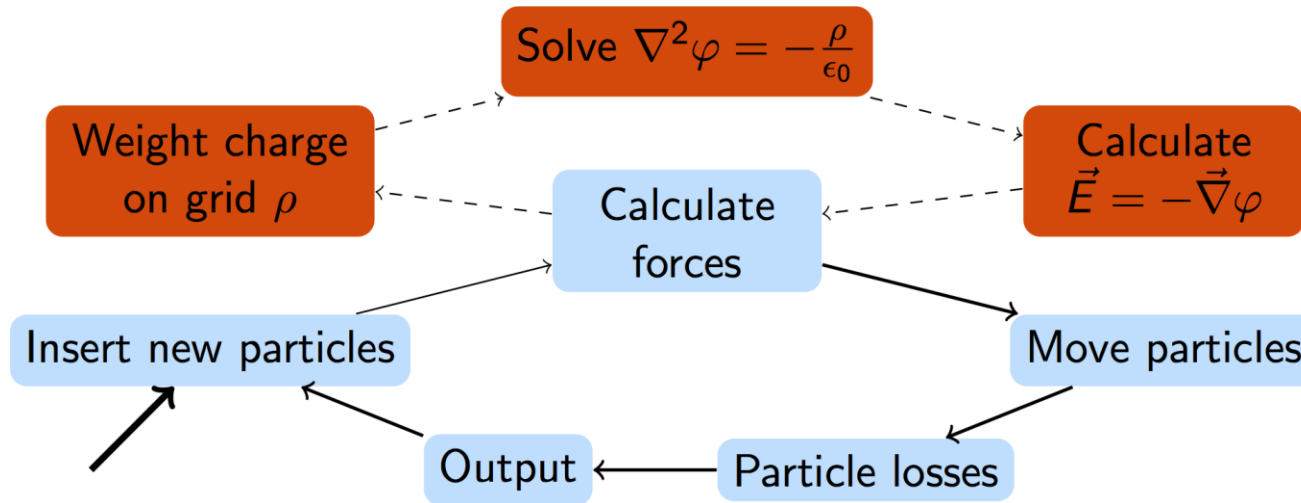 Solve ∇²φ = −ρ/ϵ₀
Weight charge
on grid ρ
Calculate
E⃗ = −∇⃗φ
Calculate
forces
Insert new particles
Move particles
Output
Particle losses